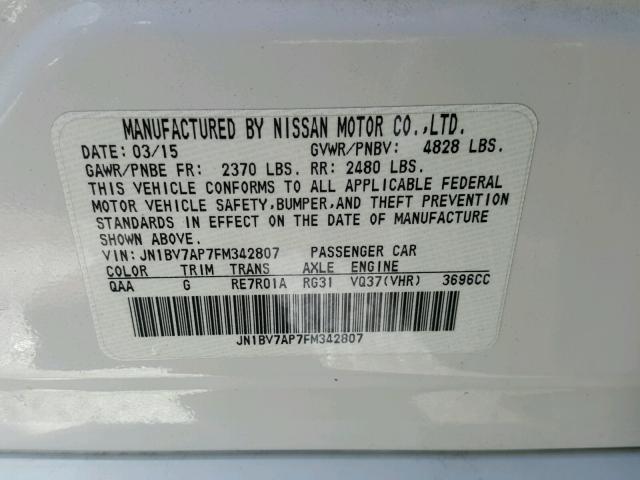 MANUFACTURED BY NISSAN MOTOR CO.,LTD.
DATE: 03/15 GVWR/PNBV: 4828 LBS.
GAWR/PNBE FR: 2370 LBS. RR: 2480 LBS.
THIS VEHICLE CONFORMS TO ALL APPLICABLE FEDERAL
MOTOR VEHICLE SAFETY,BUMPER,AND THEFT PREVENTION
STANDARDS IN EFFECT ON THE DATE OF MANUFACTURE
SHOWN ABOVE.
VIN: JN1BV7AP7FM342807 PASSENGER CAR
COLOR TRIM TRANS AXLE ENGINE
QAA G RE7R01A RG31 VQ37(VHR) 3696CC
JN1BV7AP7FM342807